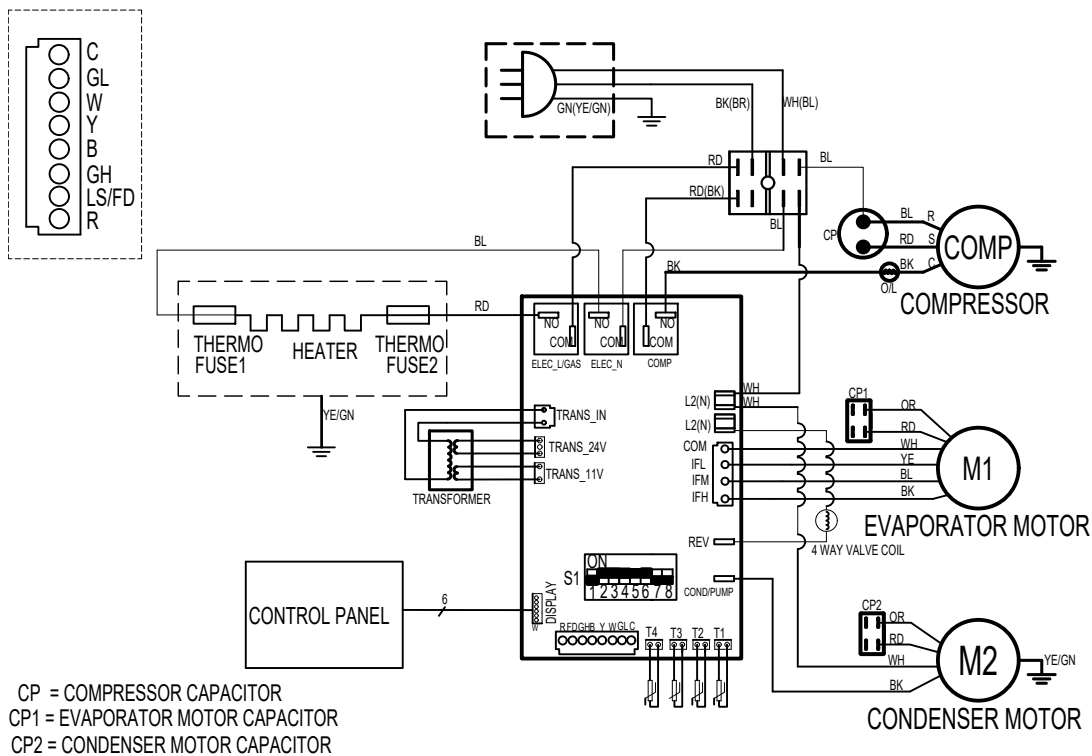 C
GL
W
Y
B
GH
LS/FD
R
GN(YE/GN)
BK(BR)
WH(BL)
RD
BL
RD(BK)
BL
CP
BL R
RD S
BK C
O/L
COMP
COMPRESSOR
BL
BK
RD
THERMO
FUSE1
HEATER
THERMO
FUSE2
YE/GN
NO
COM
ELEC_L/GAS
NO
COM
ELEC_N
NO
COM
COMP
TRANS_IN
TRANS_24V
TRANS_11V
TRANSFORMER
L2(N)
WH
WH
L2(N)
COM
IFL
IFM
IFH
CP1
OR
RD
WH
YE
BL
BK
M1
EVAPORATOR MOTOR
REV
4 WAY VALVE COIL
ON
S1
1 2 3 4 5 6 7 8
COND/PUMP
CONTROL PANEL
6
DISPLAY
W
R FD GH B Y W GL C
T4 T3 T2 T1
CP2
OR
RD
WH
BK
M2
YE/GN
CONDENSER MOTOR
CP = COMPRESSOR CAPACITOR
CP1 = EVAPORATOR MOTOR CAPACITOR
CP2 = CONDENSER MOTOR CAPACITOR